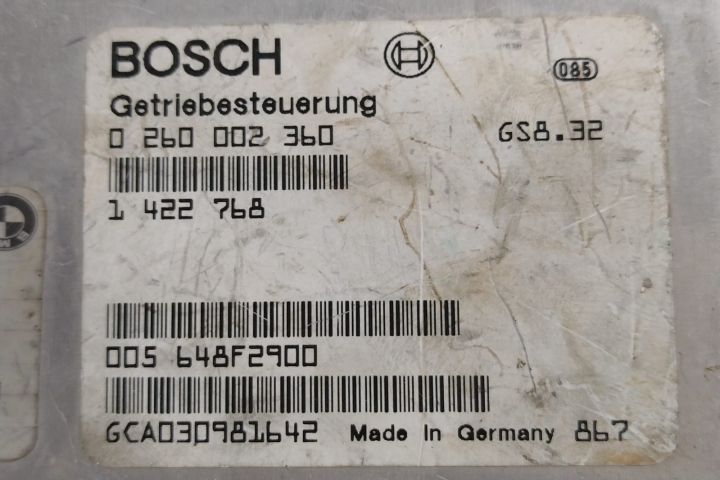 BOSCH
085
Getriebesteuerung
0 260 002 360 GS8.32
1 422 768
005 648F2900
GCA030981642 Made In Germany 867